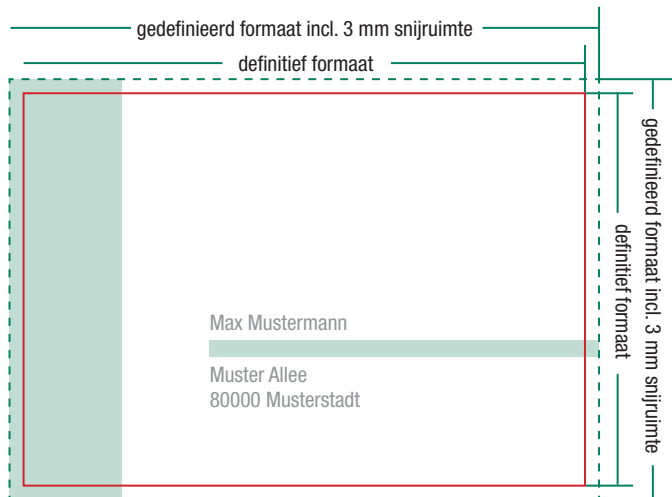 gedefinieerd formaat incl. 3 mm snijruimte
definitief formaat
gedefinieerd formaat incl. 3 mm snijruimte
definitief formaat
Max Mustermann
Muster Allee
80000 Musterstadt